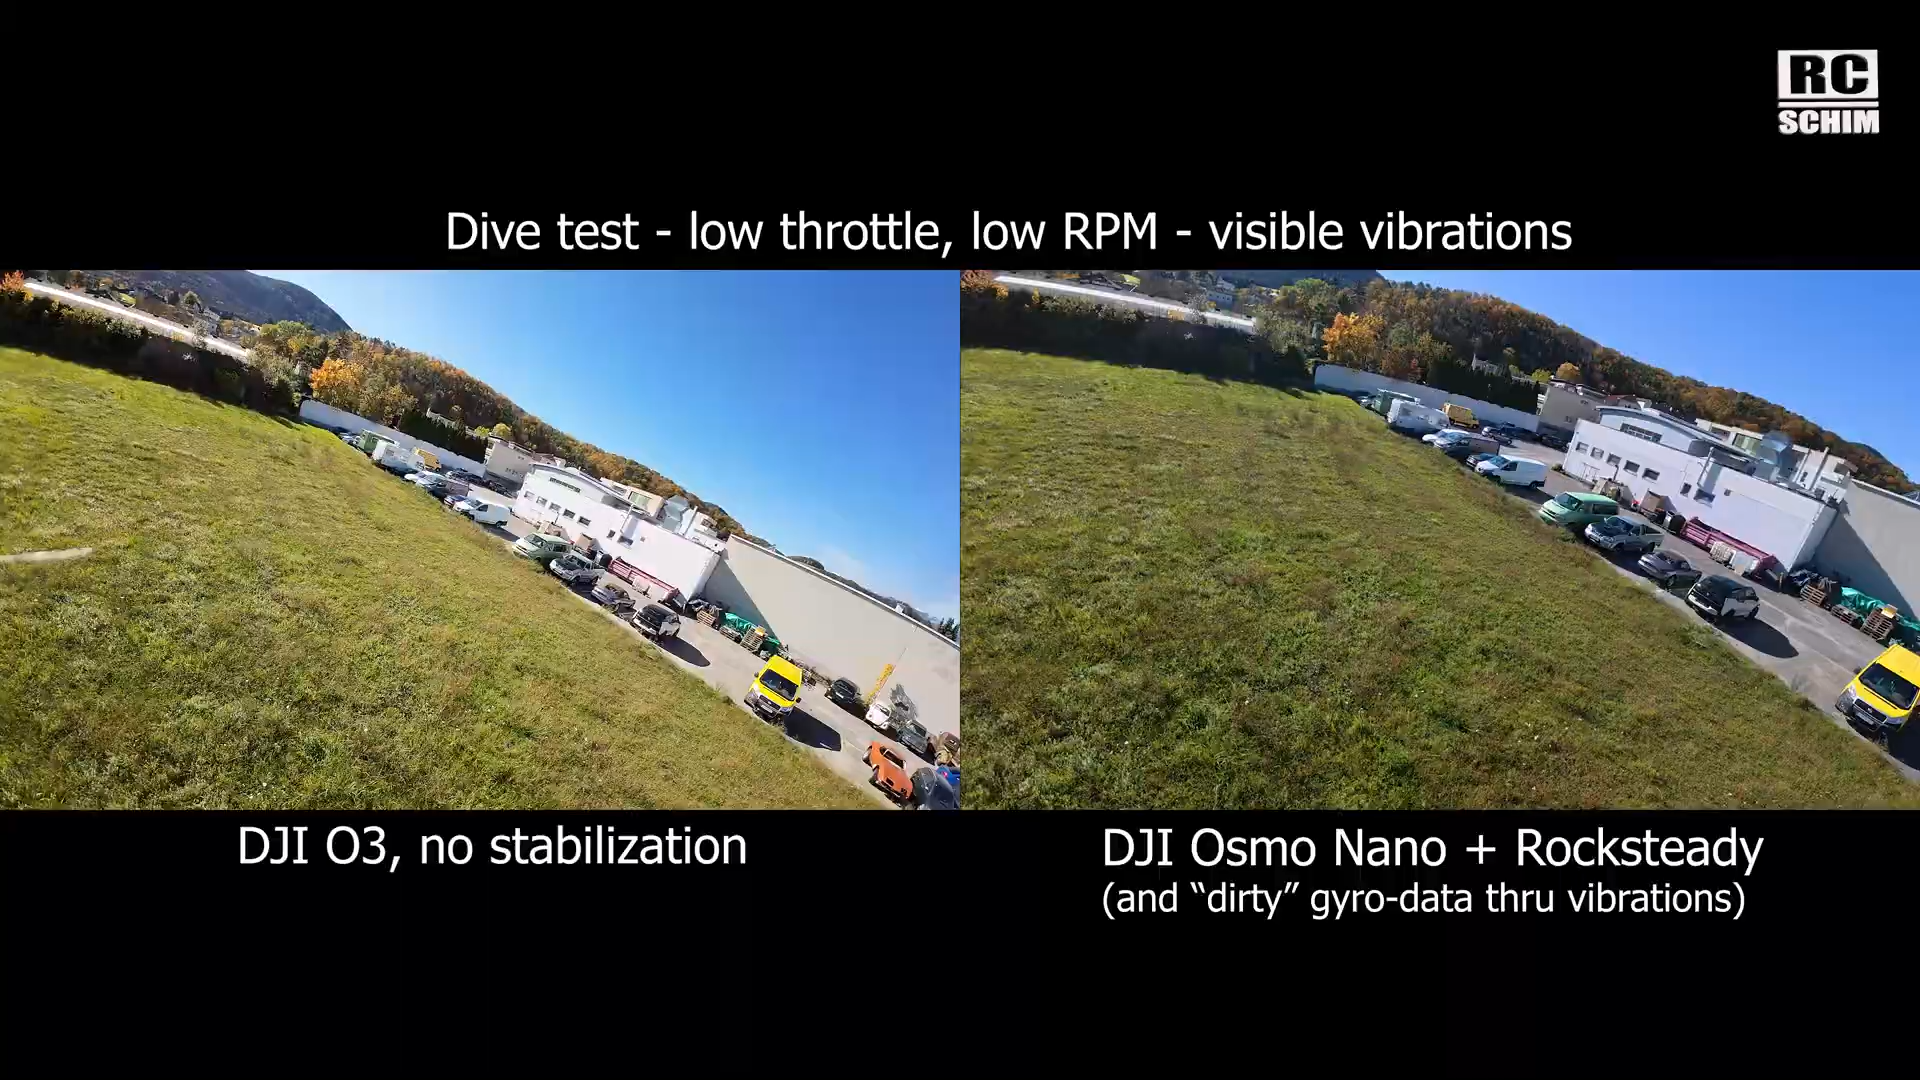 RC
SCHIM
Dive test - low throttle, low RPM - visible vibrations
DJI O3, no stabilization
DJI Osmo Nano + Rocksteady
(and “dirty” gyro-data thru vibrations)